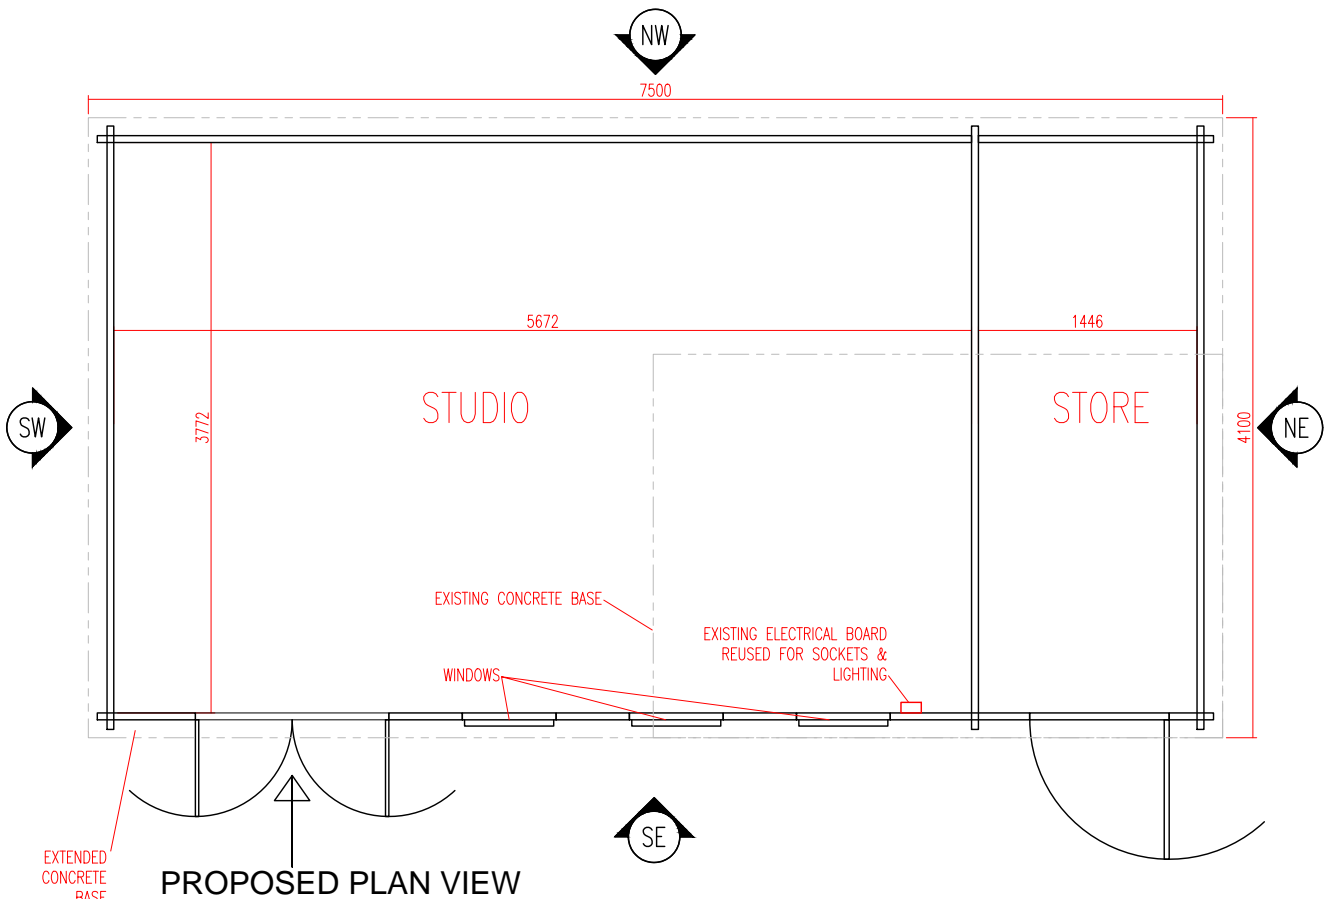 NW
7500
5672
1446
STUDIO
STORE
SW
3772
4100
NE
EXISTING CONCRETE BASE
EXISTING ELECTRICAL BOARD
REUSED FOR SOCKETS &
LIGHTING
WINDOWS
SE
EXTENDED
CONCRETE
BASE
PROPOSED PLAN VIEW